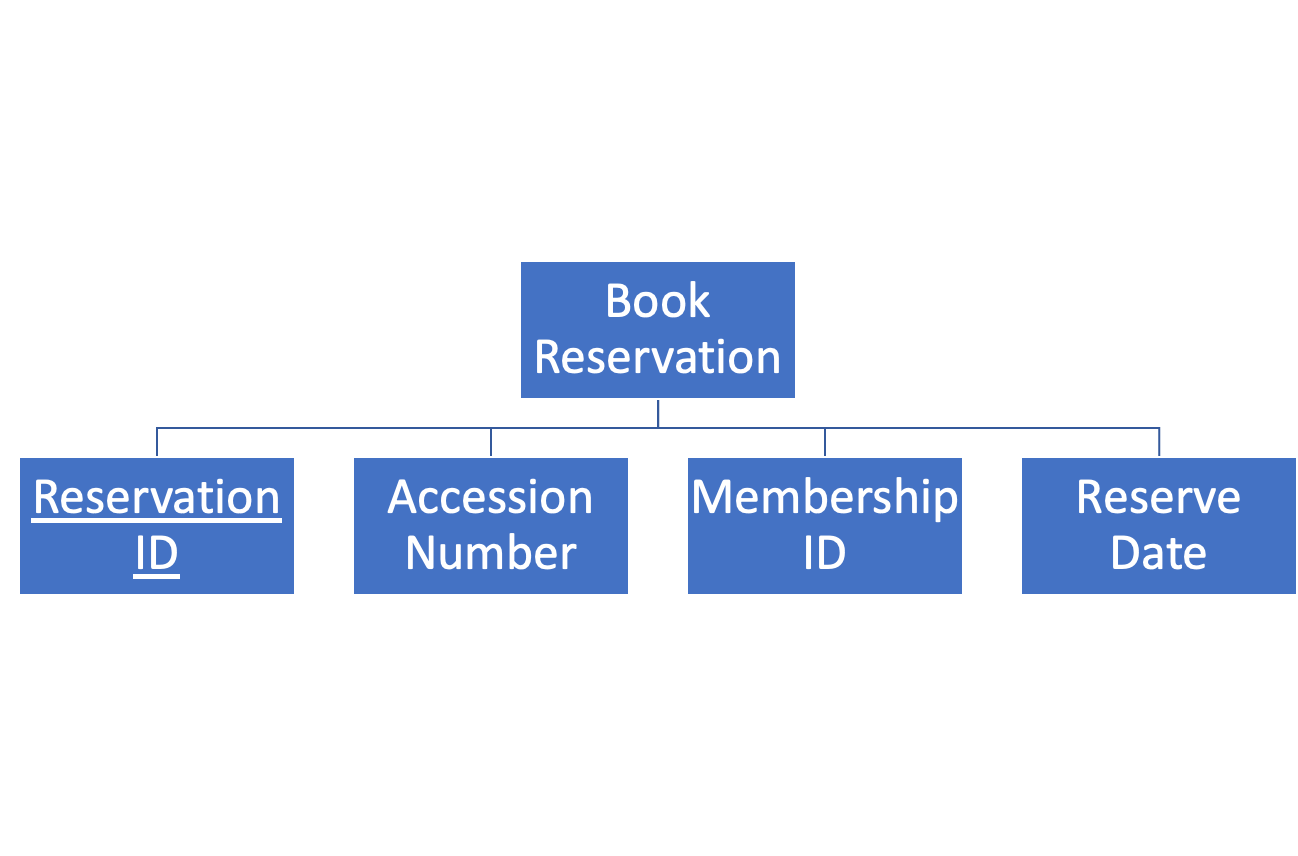 Book
Reservation
Reservation
ID
Accession
Number
Membership
ID
Reserve
Date